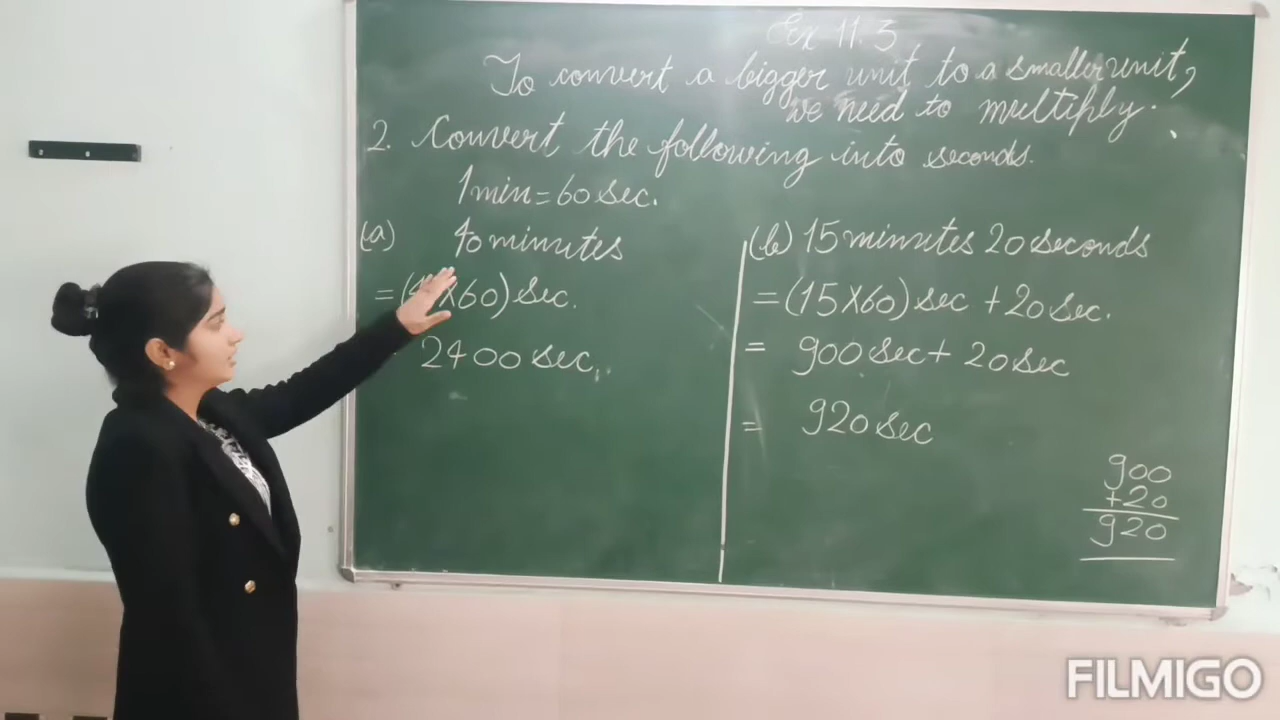 Ex 11.3
To convert a bigger unit to a smaller unit,
we need to multiply.
2. Convert the following into seconds.
1 min = 60 sec.
(a) 40 minutes
= (4 X 60) sec.
2400 sec.
(b) 15 minutes 20 seconds
= (15 X 60) sec + 20 sec.
= 900 sec + 20 sec
= 920 sec
900
+20
920
FILMIGO